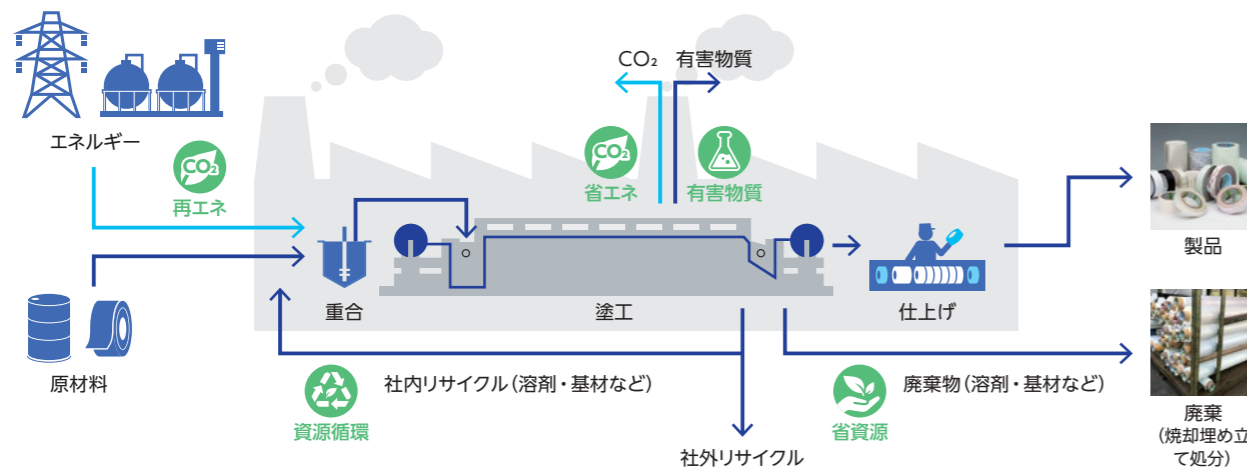 CO₂ 有害物質
エネルギー
CO₂
再エネ
CO₂
省エネ
有害物質
製品
重合
塗工
仕上げ
原材料
資源循環
社内リサイクル(溶剤・基材など)
省資源
廃棄物(溶剤・基材など)
社外リサイクル
廃棄
(焼却埋め立
て処分)